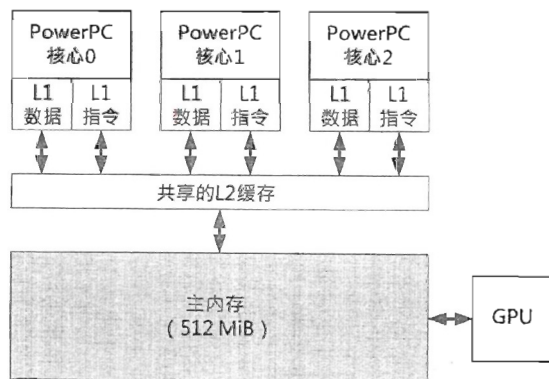 PowerPC
核心0
PowerPC
核心1
PowerPC
核心2
L1
数据
L1
指令
L1
数据
L1
指令
L1
数据
L1
指令
共享的L2缓存
主内存
（512 MiB）
GPU